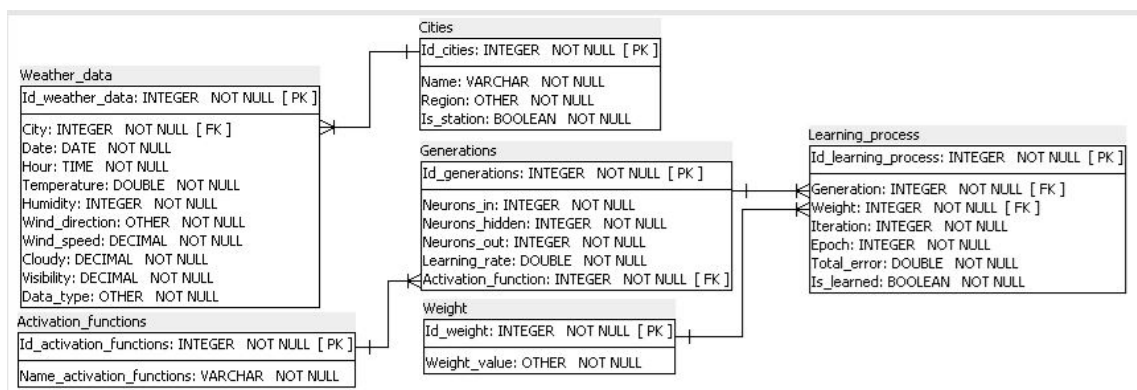 Cities
Id_cities: INTEGER NOT NULL [ PK ]
Name: VARCHAR NOT NULL
Region: OTHER NOT NULL
Is_station: BOOLEAN NOT NULL
Weather_data
Id_weather_data: INTEGER NOT NULL [ PK ]
City: INTEGER NOT NULL [ FK ]
Date: DATE NOT NULL
Hour: TIME NOT NULL
Temperature: DOUBLE NOT NULL
Humidity: INTEGER NOT NULL
Wind_direction: OTHER NOT NULL
Wind_speed: DECIMAL NOT NULL
Cloudy: DECIMAL NOT NULL
Visibility: DECIMAL NOT NULL
Data_type: OTHER NOT NULL
Generations
Id_generations: INTEGER NOT NULL [ PK ]
Neurons_in: INTEGER NOT NULL
Neurons_hidden: INTEGER NOT NULL
Neurons_out: INTEGER NOT NULL
Learning_rate: DOUBLE NOT NULL
Activation_function: INTEGER NOT NULL [ FK ]
Learning_process
Id_learning_process: INTEGER NOT NULL [ PK ]
Generation: INTEGER NOT NULL [ FK ]
Weight: INTEGER NOT NULL [ FK ]
Iteration: INTEGER NOT NULL
Epoch: INTEGER NOT NULL
Total_error: DOUBLE NOT NULL
Is_learned: BOOLEAN NOT NULL
Activation_functions
Id_activation_functions: INTEGER NOT NULL [ PK ]
Name_activation_functions: VARCHAR NOT NULL
Weight
Id_weight: INTEGER NOT NULL [ PK ]
Weight_value: OTHER NOT NULL